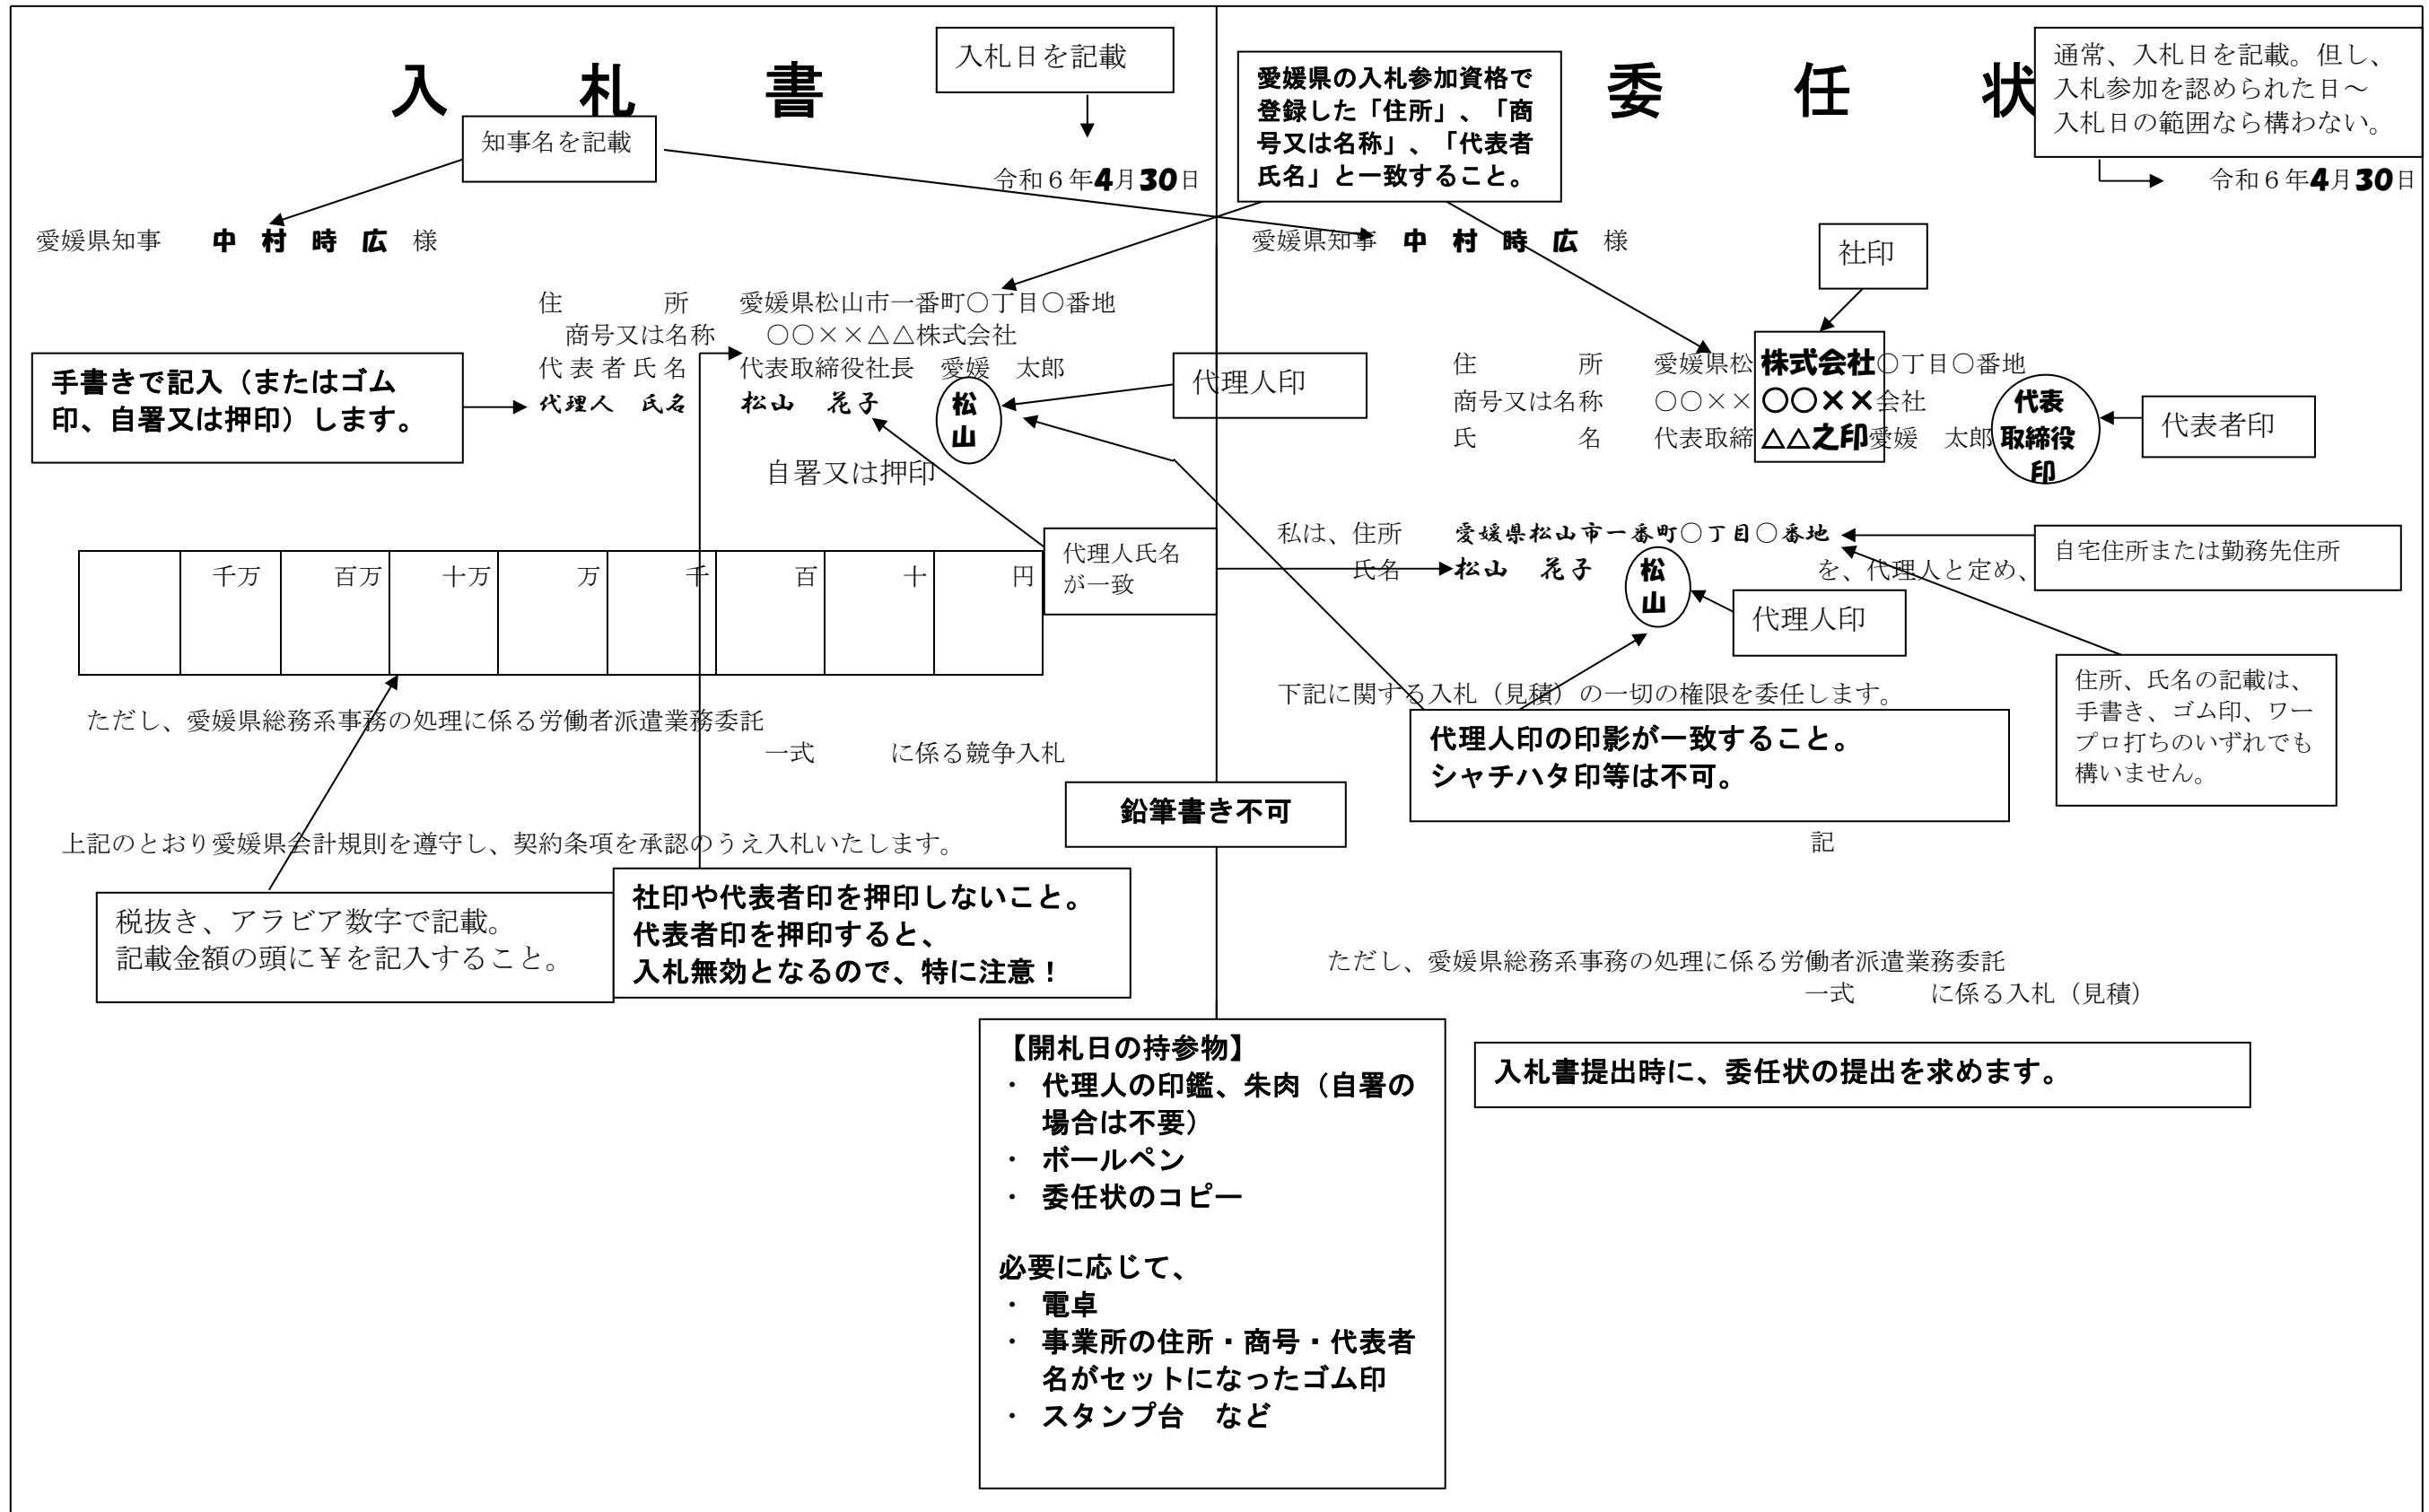 入札書
入札日を記載
知事名を記載
令和６年4月30日
愛媛県知事　中　村　時　広　様
住　　　　所　愛媛県松山市一番町〇丁目〇番地
商号又は名称　〇〇××△△株式会社
代表者氏名　代表取締役社長　愛媛　太郎
代理人　氏名　松山　花子
松
山
手書きで記入（またはゴム
印、自署又は押印）します。
代理人印
自署又は押印
代理人氏名
が一致
千万　百万　十万　万　千　百　十　円
ただし、愛媛県総務系事務の処理に係る労働者派遣業務委託
一式　　　に係る競争入札
上記のとおり愛媛県会計規則を遵守し、契約条項を承認のうえ入札いたします。
税抜き、アラビア数字で記載。
記載金額の頭に￥を記入すること。
社印や代表者印を押印しないこと。
代表者印を押印すると、
入札無効となるので、特に注意！
鉛筆書き不可
【開札日の持参物】
・ 代理人の印鑑、朱肉（自署の
場合は不要）
・ ボールペン
・ 委任状のコピー
必要に応じて、
・ 電卓
・ 事業所の住所・商号・代表者
名がセットになったゴム印
・ スタンプ台　など
愛媛県の入札参加資格で
登録した「住所」、「商
号又は名称」、「代表者
氏名」と一致すること。
委任状
通常、入札日を記載。但し、
入札参加を認められた日～
入札日の範囲なら構わない。
令和６年4月30日
愛媛県知事　中　村　時　広　様
社印
住　　　　所　愛媛県松　〇丁目〇番地
商号又は名称　〇〇××　会社
氏　　　　名　代表取締　愛媛　太郎
株式会社
〇〇××
△△之印
代表
取締役
印
代表者印
私は、住所　愛媛県松山市一番町〇丁目〇番地
氏名　松山　花子　　を、代理人と定め、
松
山
自宅住所または勤務先住所
代理人印
住所、氏名の記載は、
手書き、ゴム印、ワー
プロ打ちのいずれでも
構いません。
下記に関する入札（見積）の一切の権限を委任します。
代理人印の印影が一致すること。
シャチハタ印等は不可。
記
ただし、愛媛県総務系事務の処理に係る労働者派遣業務委託
一式　　　に係る入札（見積）
入札書提出時に、委任状の提出を求めます。